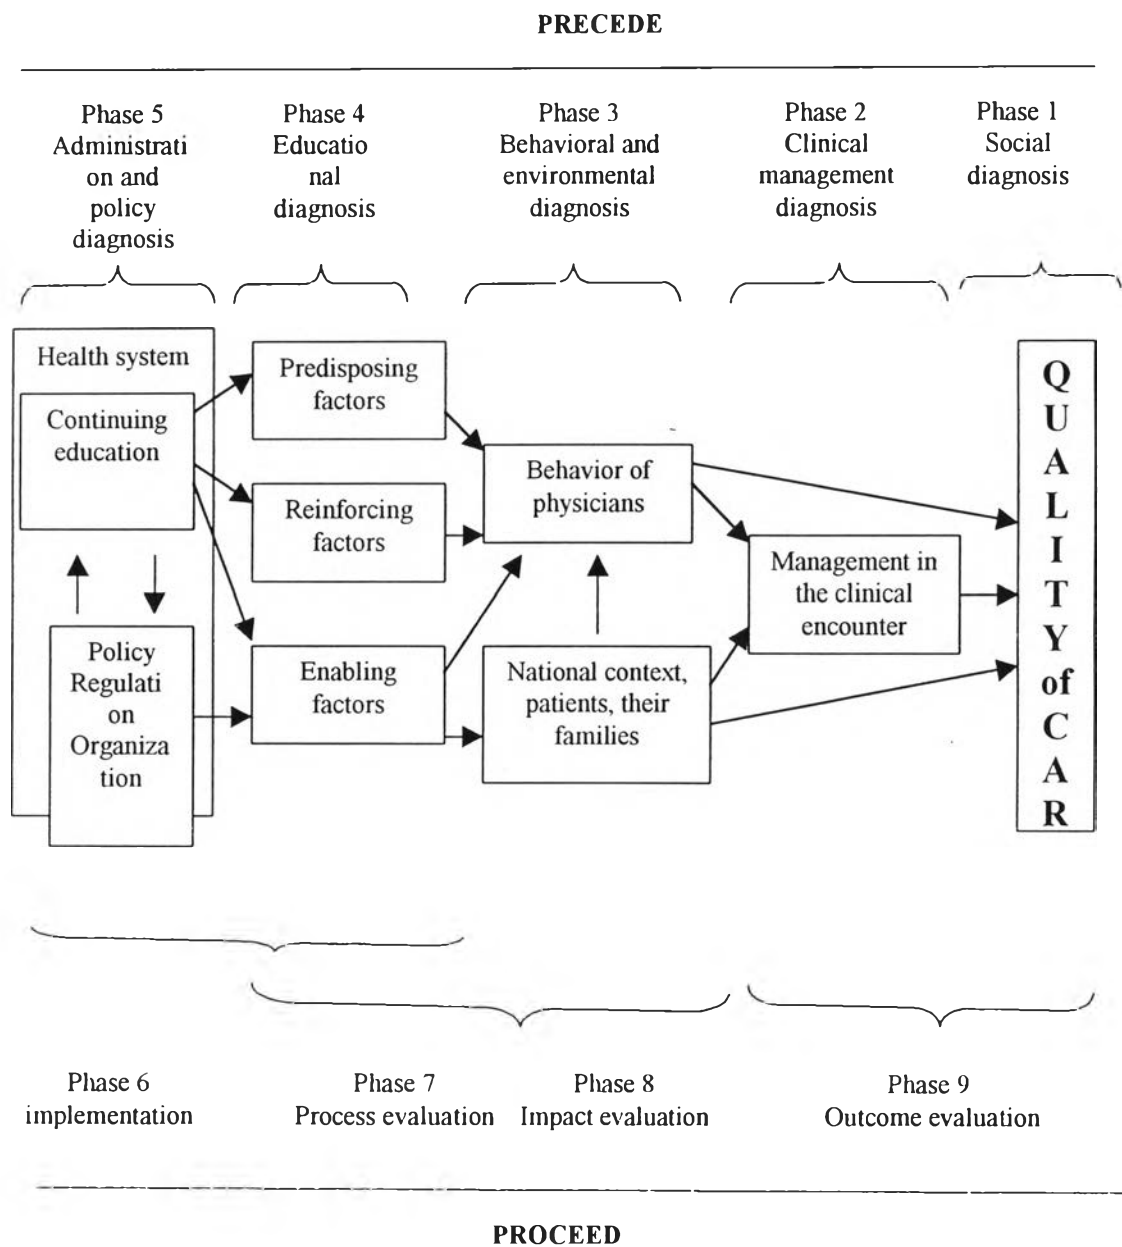 PRECEDE
Phase 5
Administrati
on and
policy
diagnosis
Phase 4
Educatio
nal
diagnosis
Phase 3
Behavioral and
environmental
diagnosis
Phase 2
Clinical
management
diagnosis
Phase 1
Social
diagnosis
Health system
Continuing
education
Policy
Regulati
on
Organiza
tion
Predisposing
factors
Reinforcing
factors
Enabling
factors
Behavior of
physicians
National context,
patients, their
families
Management in
the clinical
encounter
Q
U
A
L
I
T
Y
of
C
A
R
Phase 6
implementation
Phase 7
Process evaluation
Phase 8
Impact evaluation
Phase 9
Outcome evaluation
PROCEED